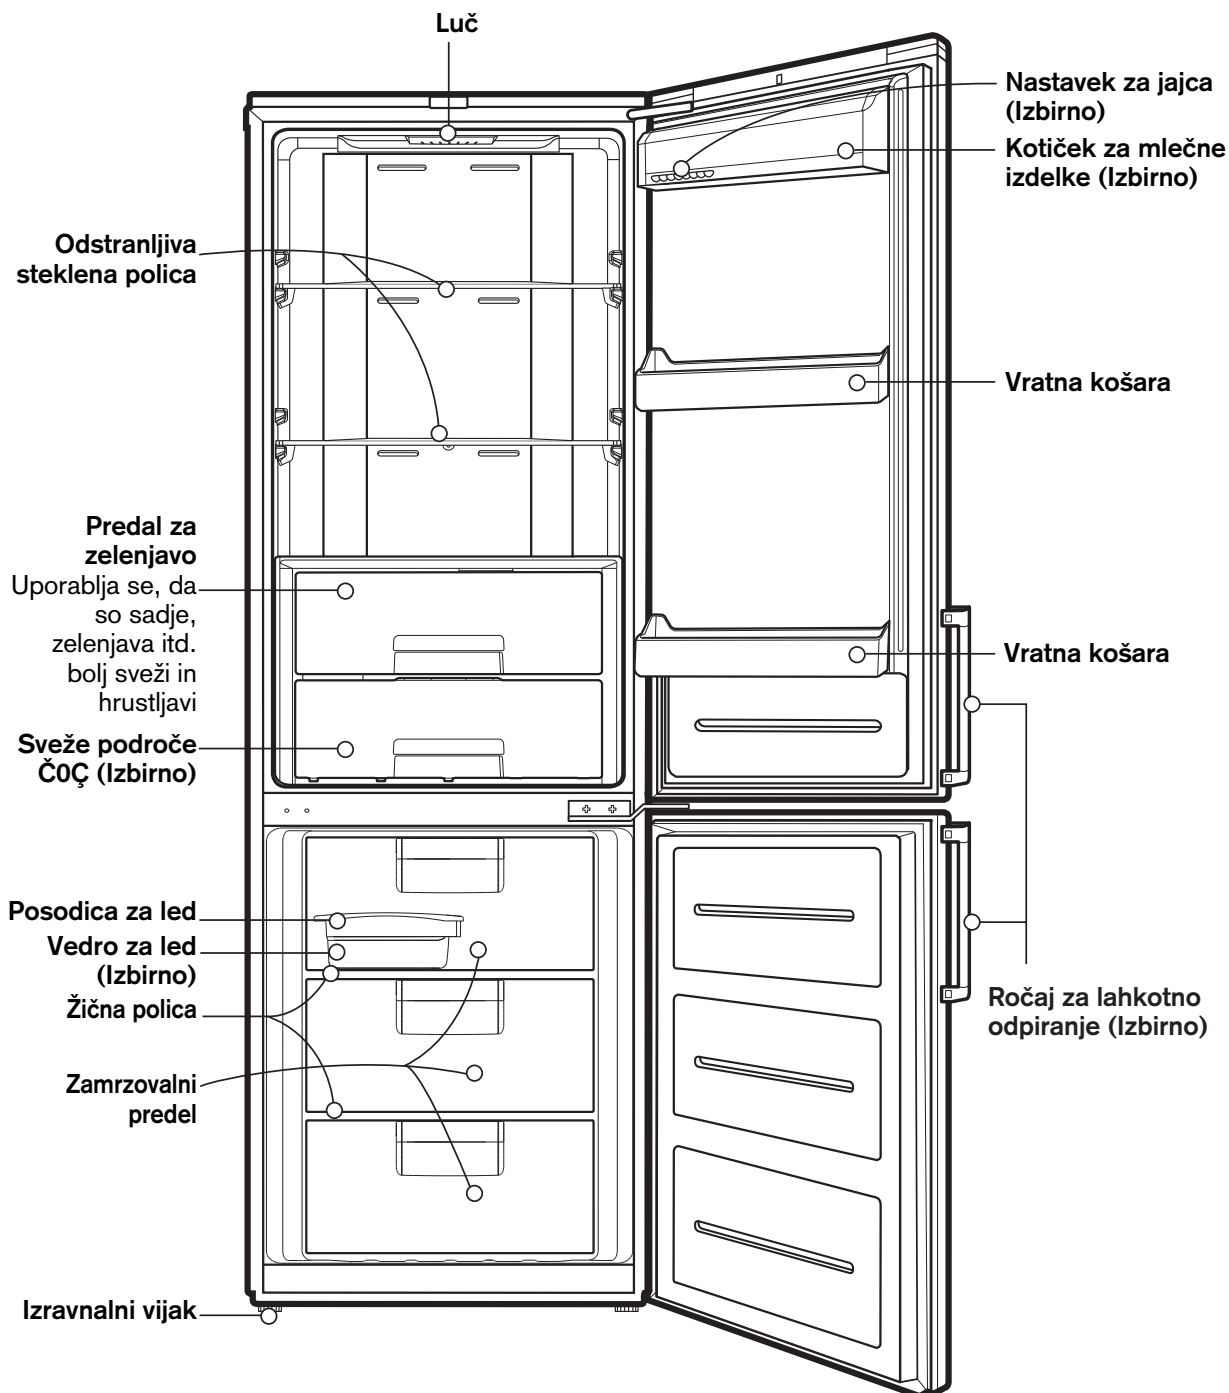 Luč
Nastavek za jajca
(Izbirno)
Kotiček za mlečne
izdelke (Izbirno)
Odstranljiva
steklena polica
Vratna košara
Predal za
zelenjavo
Uporablja se, da
so sadje,
zelenjava itd.
bolj sveži in
hrustljavi
Vratna košara
Sveže področe
Č0Ç (Izbirno)
Posodica za led
Vedro za led
(Izbirno)
Žična polica
Ročaj za lahkotno
odpiranje (Izbirno)
Zamrzovalni
predel
Izravnalni vijak